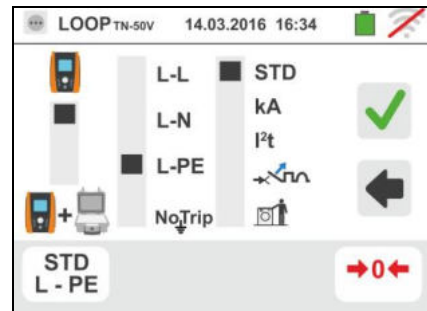 LOOP TN-50V 14.03.2016 16:34
L-L STD
L-N kA
I²t
L-PE
+
NoTrip
STD
L - PE
→0←